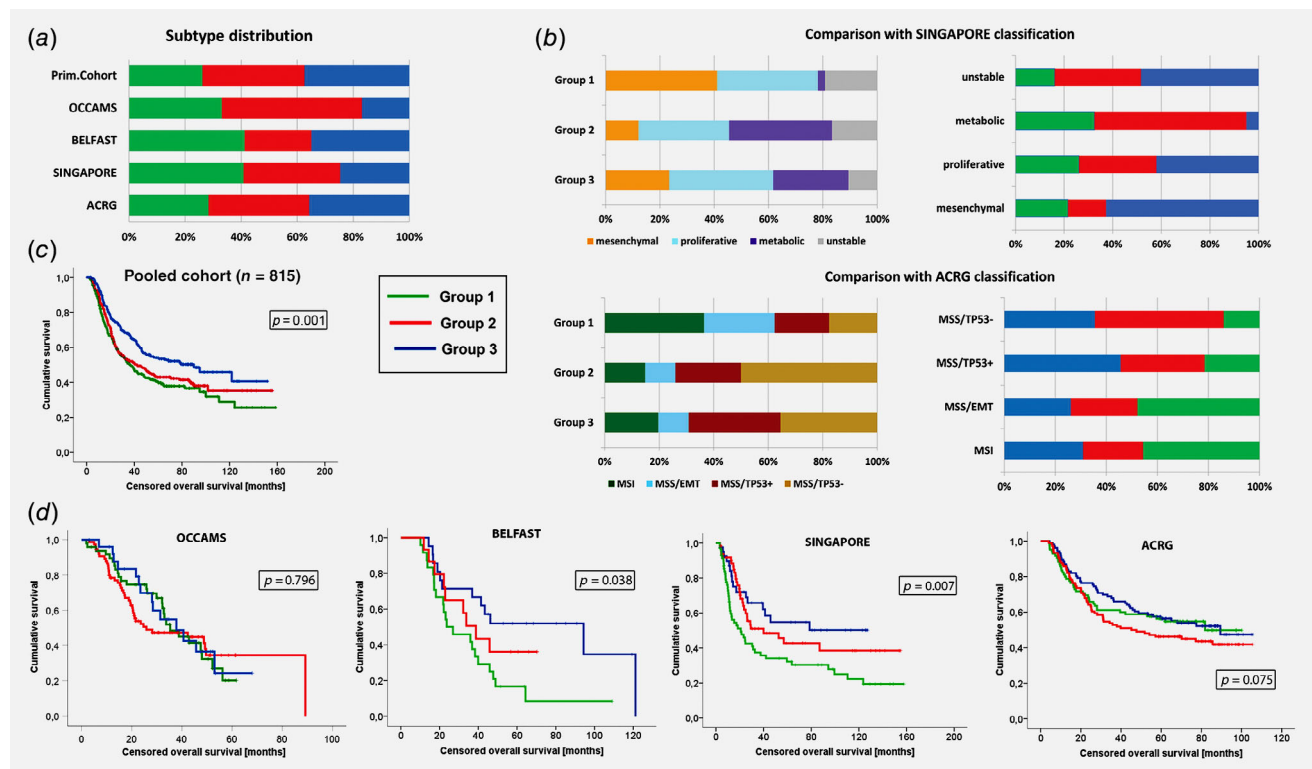 (a)
Subtype distribution
Prim.Cohort
OCCAMS
BELFAST
SINGAPORE
ACRG
0% 20% 40% 60% 80% 100%
(b)
Comparison with SINGAPORE classification
Group 1
Group 2
Group 3
0% 20% 40% 60% 80% 100%
mesenchymal proliferative metabolic unstable
unstable
metabolic
proliferative
mesenchymal
0% 20% 40% 60% 80% 100%
Comparison with ACRG classification
Group 1
Group 2
Group 3
0% 20% 40% 60% 80% 100%
MSI MSS/EMT MSS/TP53+ MSS/TP53-
MSS/TP53-
MSS/TP53+
MSS/EMT
MSI
0% 20% 40% 60% 80% 100%
(c)
Pooled cohort (n = 815)
p = 0.001
Cumulative survival
1,0
0,8
0,6
0,4
0,2
0,0
0 40 80 120 160 200
Censored overall survival [months]
Group 1
Group 2
Group 3
(d)
OCCAMS
p = 0.796
Cumulative survival
1,0
0,8
0,6
0,4
0,2
0,0
0 20 40 60 80 100
Censored overall survival [months]
BELFAST
p = 0.038
Cumulative survival
1,0
0,8
0,6
0,4
0,2
0,0
0 20 40 60 80 100 120
Censored overall survival [months]
SINGAPORE
p = 0.007
Cumulative survival
1,0
0,8
0,6
0,4
0,2
0,0
0 40 80 120 160 200
Censored overall survival [months]
ACRG
p = 0.075
Cumulative survival
1,0
0,8
0,6
0,4
0,2
0,0
0 20 40 60 80 100 120
Censored overall survival [months]